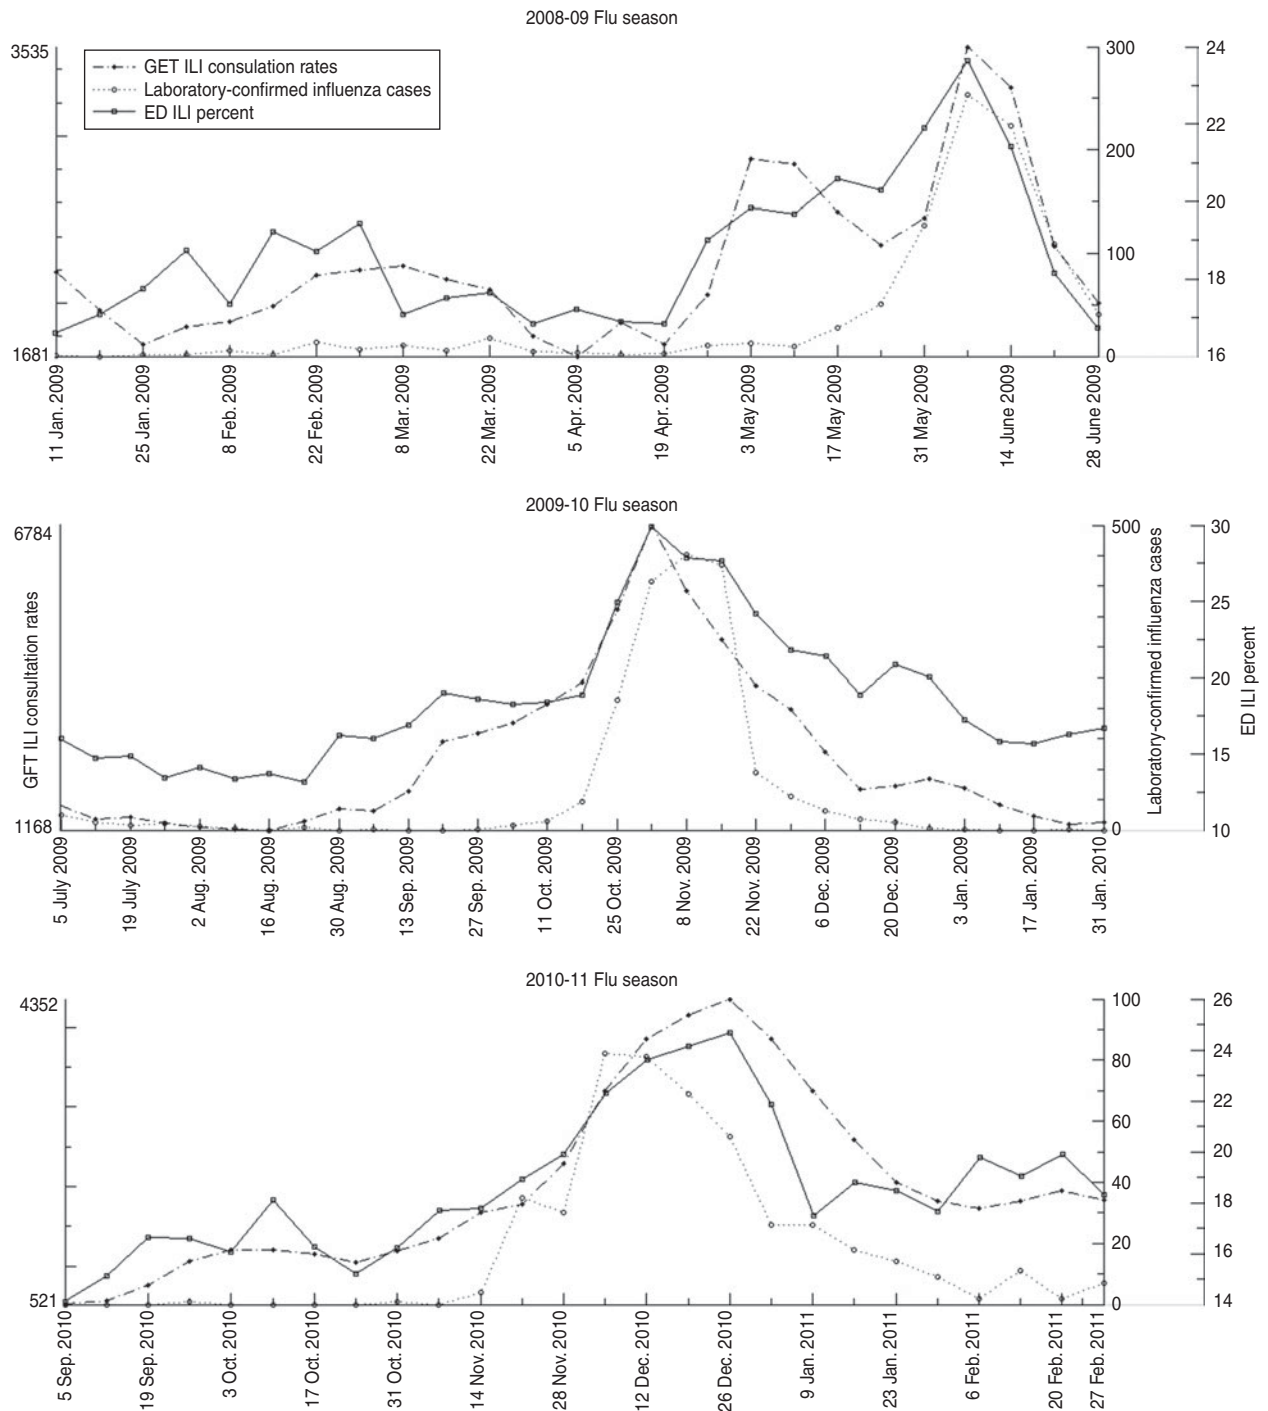 2008-09 Flu season
3535
1681
GET ILI consulation rates
Laboratory-confirmed influenza cases
ED ILI percent
300
200
100
0
24
22
20
18
16
11 Jan. 2009
25 Jan. 2009
8 Feb. 2009
22 Feb. 2009
8 Mar. 2009
22 Mar. 2009
5 Apr. 2009
19 Apr. 2009
3 May 2009
17 May 2009
31 May 2009
14 June 2009
28 June 2009
2009-10 Flu season
6784
1168
GFT ILI consultation rates
500
0
Laboratory-confirmed influenza cases
30
25
20
15
10
ED ILI percent
5 July 2009
19 July 2009
2 Aug. 2009
16 Aug. 2009
30 Aug. 2009
13 Sep. 2009
27 Sep. 2009
11 Oct. 2009
25 Oct. 2009
8 Nov. 2009
22 Nov. 2009
6 Dec. 2009
20 Dec. 2009
3 Jan. 2009
17 Jan. 2009
31 Jan. 2010
2010-11 Flu season
4352
521
100
80
60
40
20
0
26
24
22
20
18
16
14
5 Sep. 2010
19 Sep. 2010
3 Oct. 2010
17 Oct. 2010
31 Oct. 2010
14 Nov. 2010
28 Nov. 2010
12 Dec. 2010
26 Dec. 2010
9 Jan. 2011
23 Jan. 2011
6 Feb. 2011
20 Feb. 2011
27 Feb. 2011